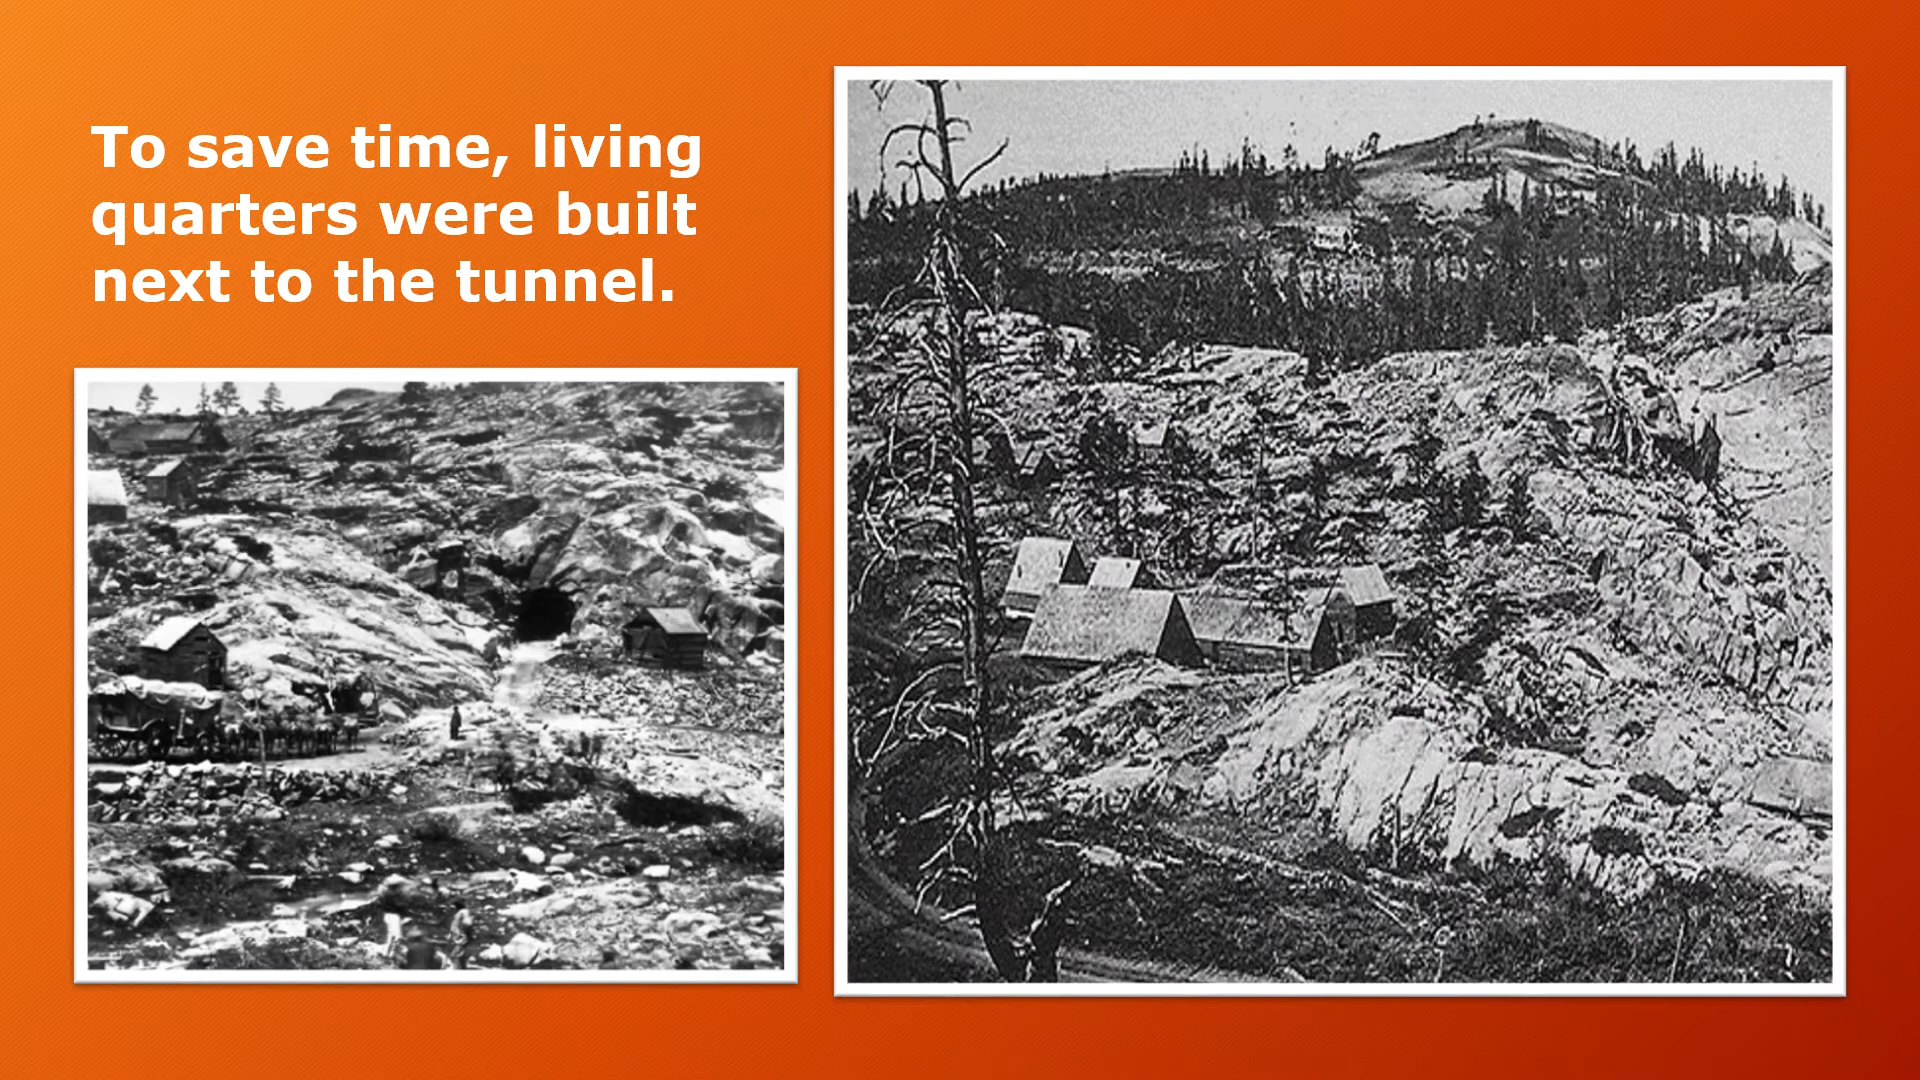 To save time, living
quarters were built
next to the tunnel.